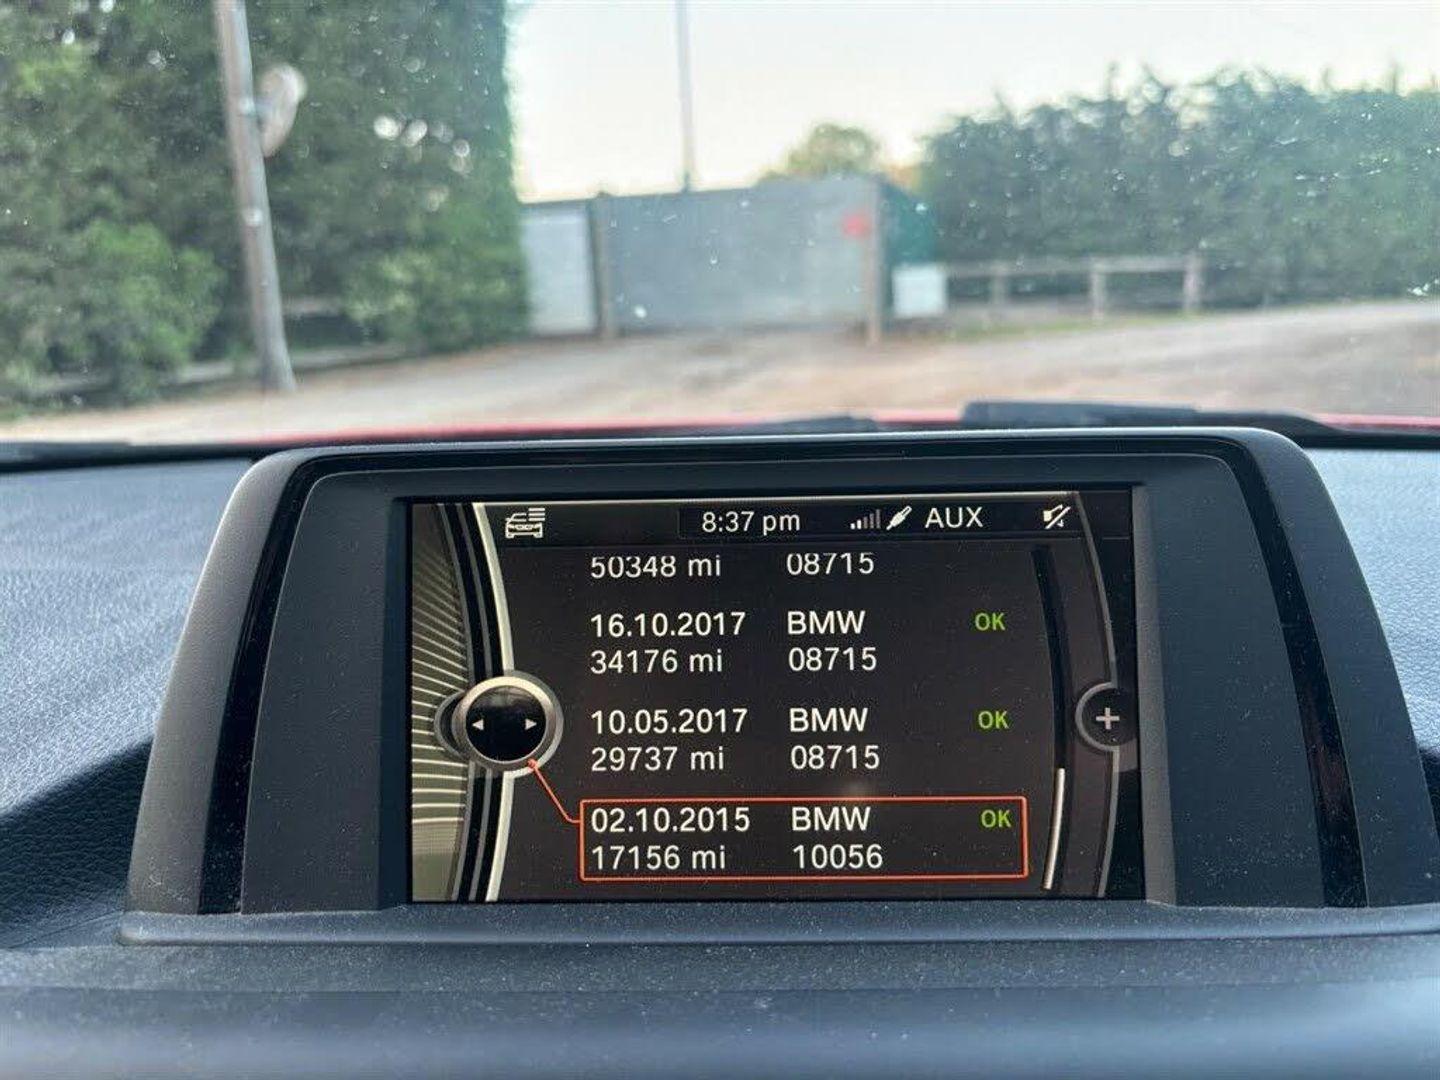 8:37 pm AUX
50348 mi 08715
16.10.2017 BMW OK
34176 mi 08715
10.05.2017 BMW OK
29737 mi 08715
02.10.2015 BMW OK
17156 mi 10056